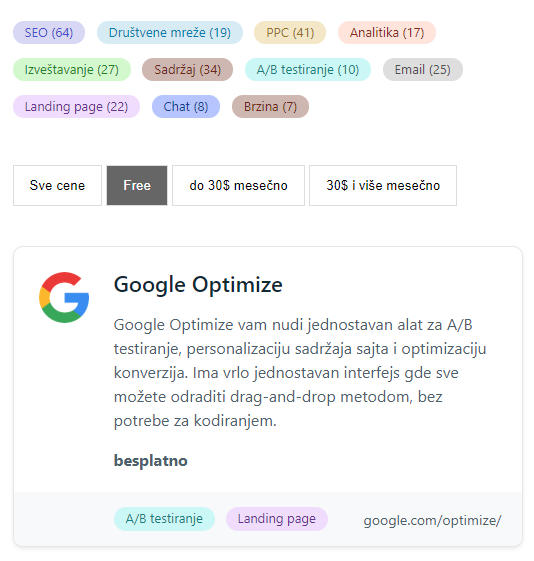 SEO (64) Društvene mreže (19) PPC (41) Analitika (17)
Izveštavanje (27) Sadržaj (34) A/B testiranje (10) Email (25)
Landing page (22) Chat (8) Brzina (7)
Sve cene Free do 30$ mesečno 30$ i više mesečno
Google Optimize
Google Optimize vam nudi jednostavan alat za A/B
testiranje, personalizaciju sadržaja sajta i optimizaciju
konverzija. Ima vrlo jednostavan interfejs gde sve
možete odraditi drag-and-drop metodom, bez
potrebe za kodiranjem.
besplatno
A/B testiranje Landing page google.com/optimize/